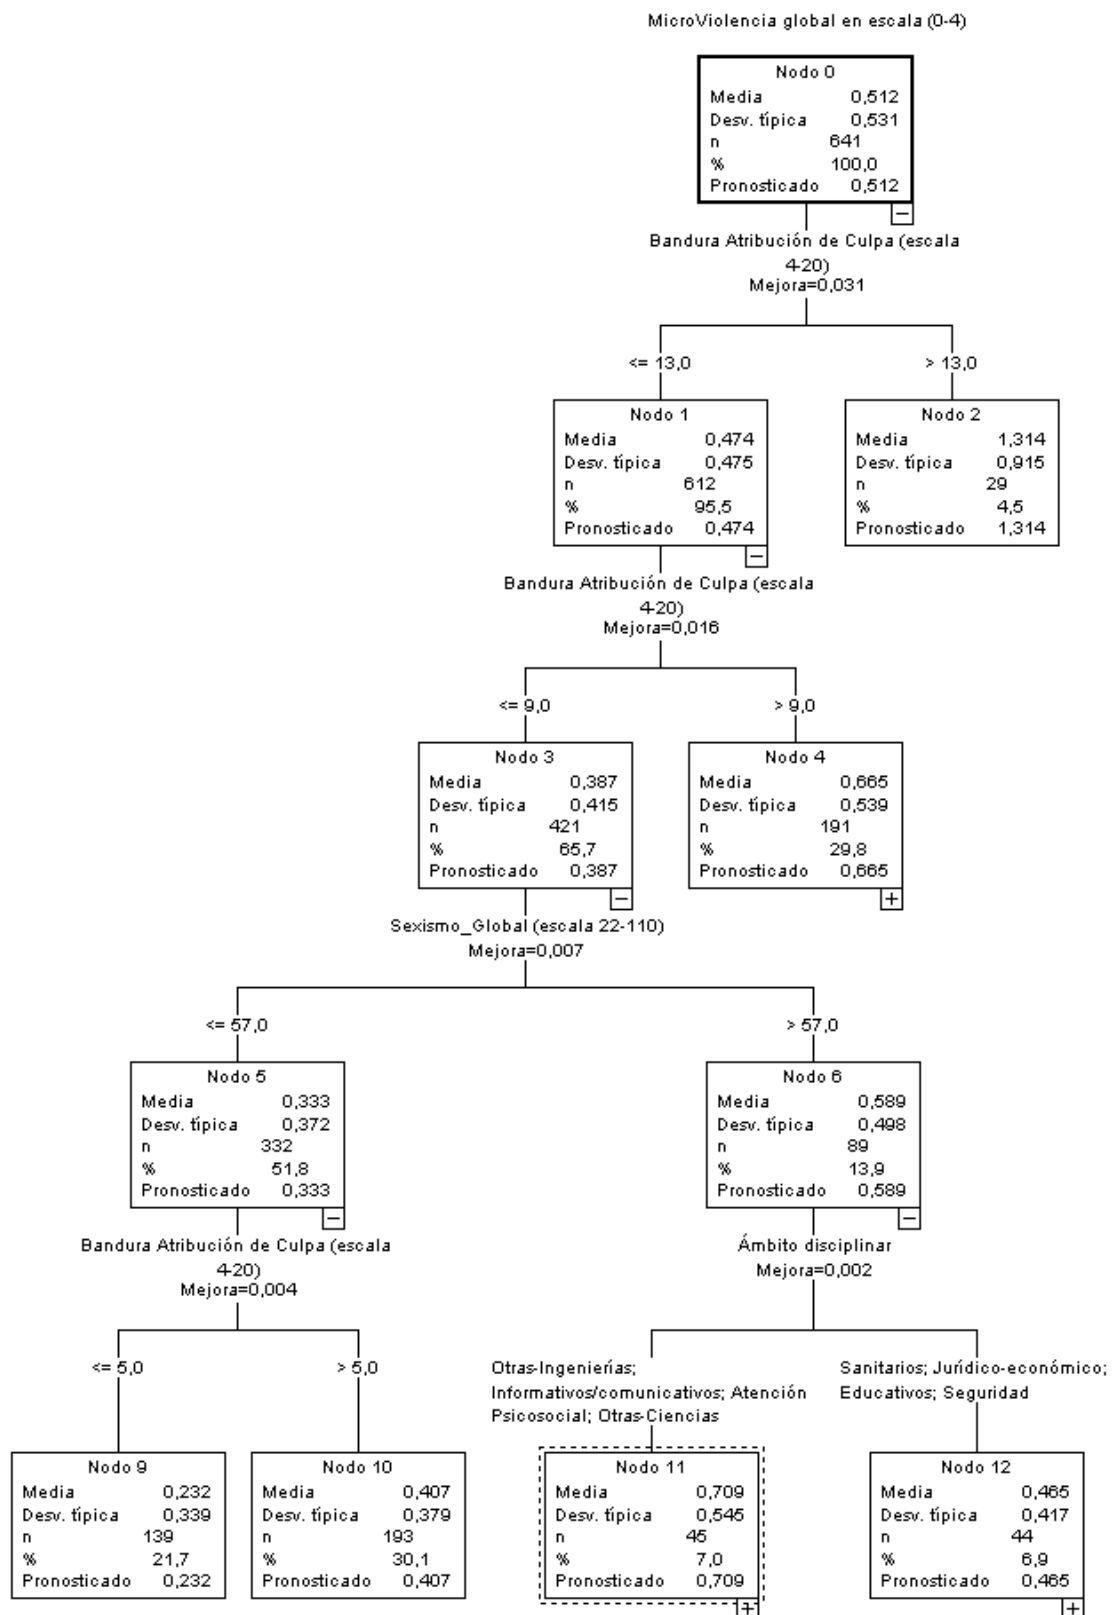 MicroViolencia global en escala (0-4)
Nodo 0
Media 0,512
Desv. típica 0,531
n 641
% 100,0
Pronosticado 0,512
Bandura Atribución de Culpa (escala
4-20)
Mejora=0,031
<= 13,0
> 13,0
Nodo 1
Media 0,474
Desv. típica 0,475
n 612
% 95,5
Pronosticado 0,474
Nodo 2
Media 1,314
Desv. típica 0,915
n 29
% 4,5
Pronosticado 1,314
Bandura Atribución de Culpa (escala
4-20)
Mejora=0,016
<= 9,0
> 9,0
Nodo 3
Media 0,387
Desv. típica 0,415
n 421
% 65,7
Pronosticado 0,387
Nodo 4
Media 0,665
Desv. típica 0,539
n 191
% 29,8
Pronosticado 0,665
Sexismo_Global (escala 22-110)
Mejora=0,007
<= 57,0
> 57,0
Nodo 5
Media 0,333
Desv. típica 0,372
n 332
% 51,8
Pronosticado 0,333
Nodo 6
Media 0,589
Desv. típica 0,498
n 89
% 13,9
Pronosticado 0,589
Bandura Atribución de Culpa (escala
4-20)
Mejora=0,004
Ámbito disciplinar
Mejora=0,002
<= 5,0
> 5,0
Otras-Ingenierías;
Informativos/comunicativos; Atención
Psicosocial; Otras-Ciencias
Sanitarios; Jurídico-económico;
Educativos; Seguridad
Nodo 9
Media 0,232
Desv. típica 0,339
n 139
% 21,7
Pronosticado 0,232
Nodo 10
Media 0,407
Desv. típica 0,379
n 193
% 30,1
Pronosticado 0,407
Nodo 11
Media 0,709
Desv. típica 0,545
n 45
% 7,0
Pronosticado 0,709
Nodo 12
Media 0,465
Desv. típica 0,417
n 44
% 6,9
Pronosticado 0,465